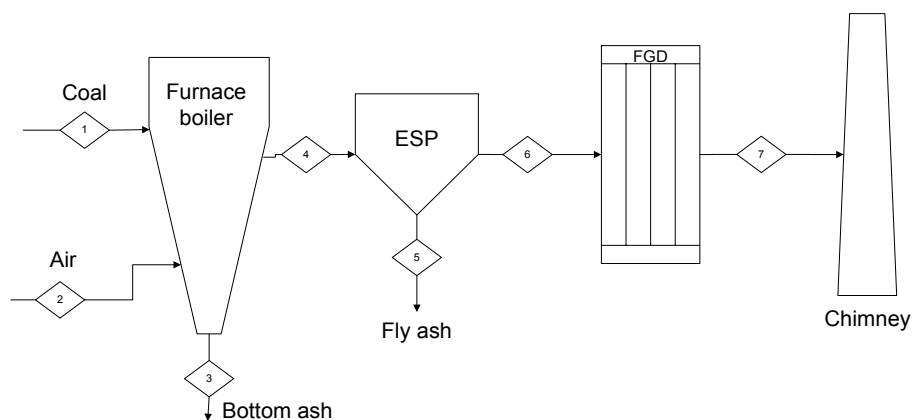 FGD
Coal
Furnace
boiler
1
4
ESP
6
7
Air
2
5
Fly ash
Chimney
3
Bottom ash